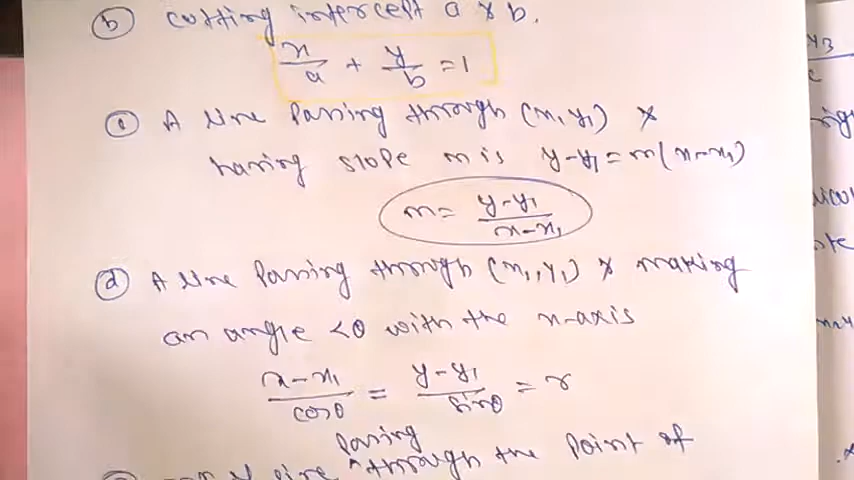 (b) cutting intercept a & b.
x/a + y/b = 1
(c) A line passing through (x, y1) &
having slope m is y-y1 = m(x-x1)
m = y-y1/x-x1
(d) A line passing through (x1, y1) & making
an angle <θ with the x-axis
x-x1/cosθ = y-y1/sinθ = r
passing
line ^through the point of